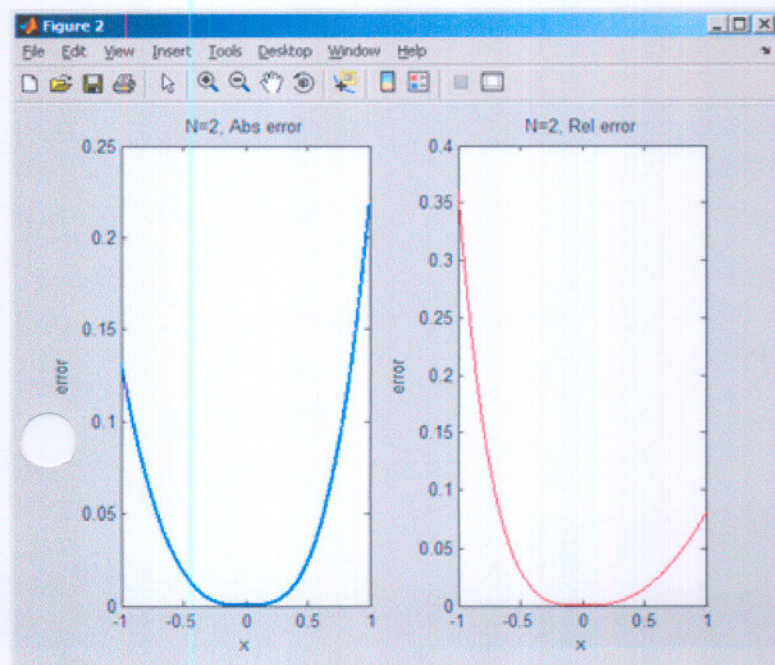 Figure 2
File Edit View Insert Tools Desktop Window Help
N=2, Abs error
0.25
0.2
0.15
0.1
0.05
0
error
-1 -0.5 0 0.5 1
x
N=2, Rel error
0.4
0.35
0.3
0.25
0.2
0.15
0.1
0.05
0
error
-1 -0.5 0 0.5 1
x